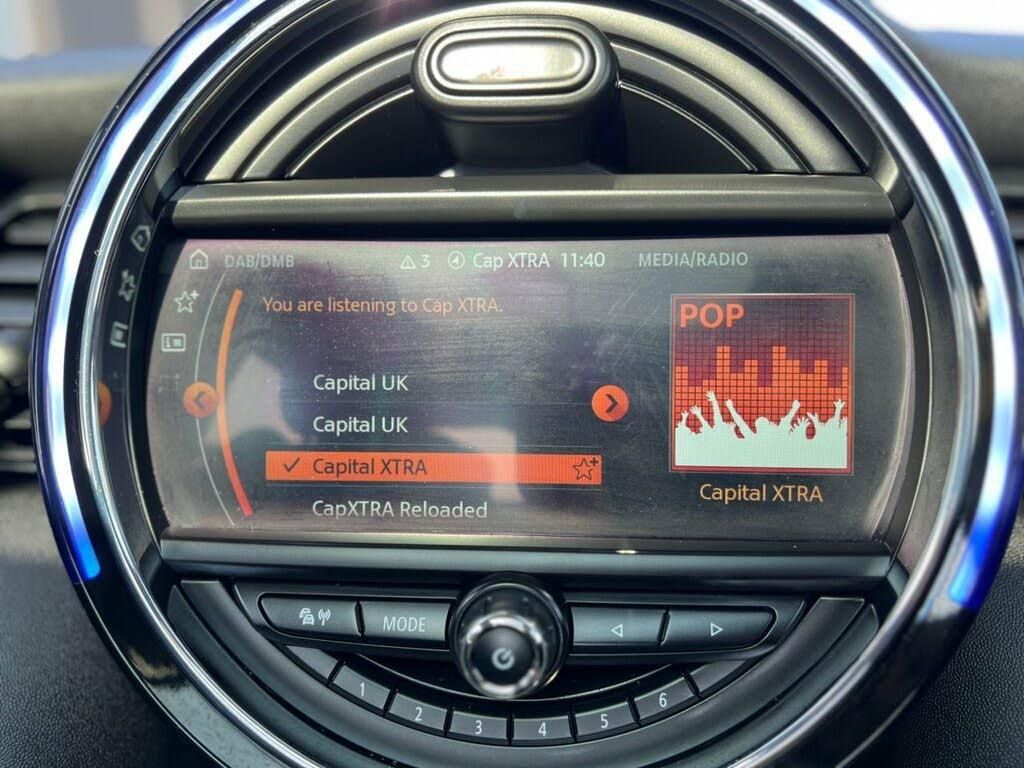 DAB/DMB
3
Cap XTRA 11:40
MEDIA/RADIO
You are listening to Cap XTRA.
Capital UK
Capital UK
Capital XTRA
CapXTRA Reloaded
POP
Capital XTRA
MODE
1
2
3
4
5
6